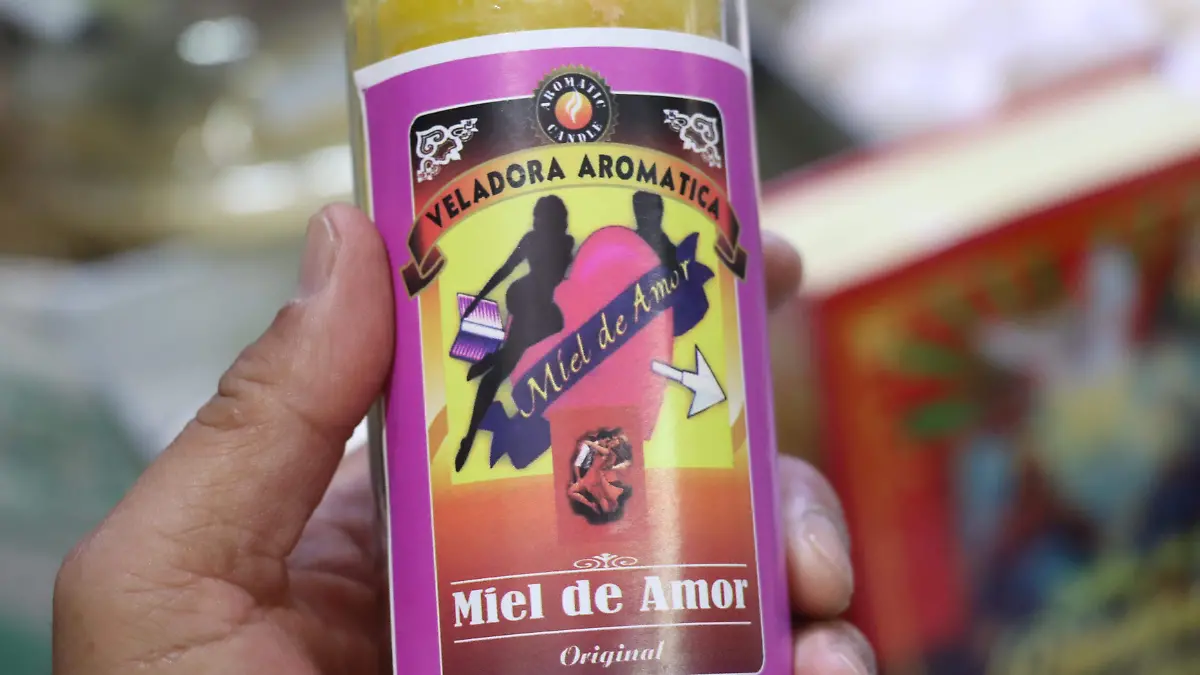 AROMATIC
CANDLE
VELADORA AROMATICA
Miel de Amor
Miel de Amor
Original